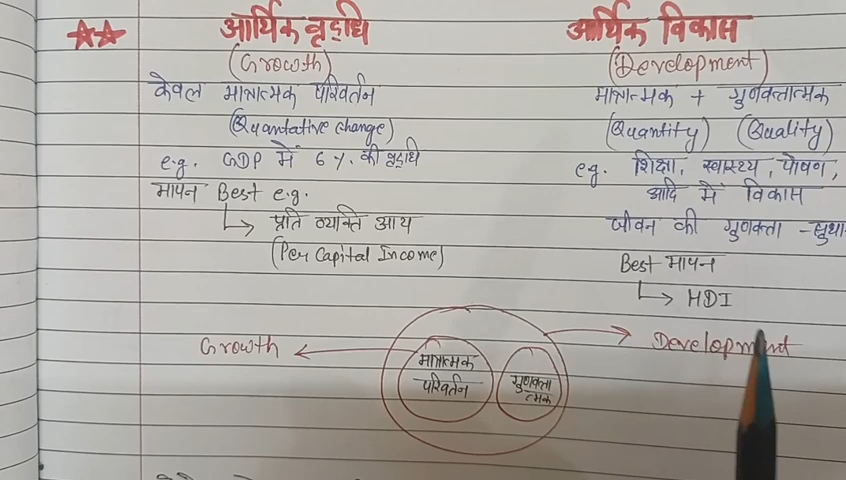 आर्थिक वृद्धि
(Growth)
केवल मात्रात्मक परिवर्तन
(Quantative change)
e.g. GDP में 6 %. की वृद्धि
मापन Best e.g.
प्रति व्यक्ति आय
(Per Capital Income)
आर्थिक विकास
(Development)
मात्रात्मक + गुणवत्तात्मक
(Quantity) (Quality)
eg. शिक्षा, स्वास्थ्य, पोषण,
आदि में विकास
जीवन की गुणवत्ता - सुधा
Best मापन
HDI
Growth
मात्रात्मक
परिवर्तन
गुणवत्ता
त्मक
Development